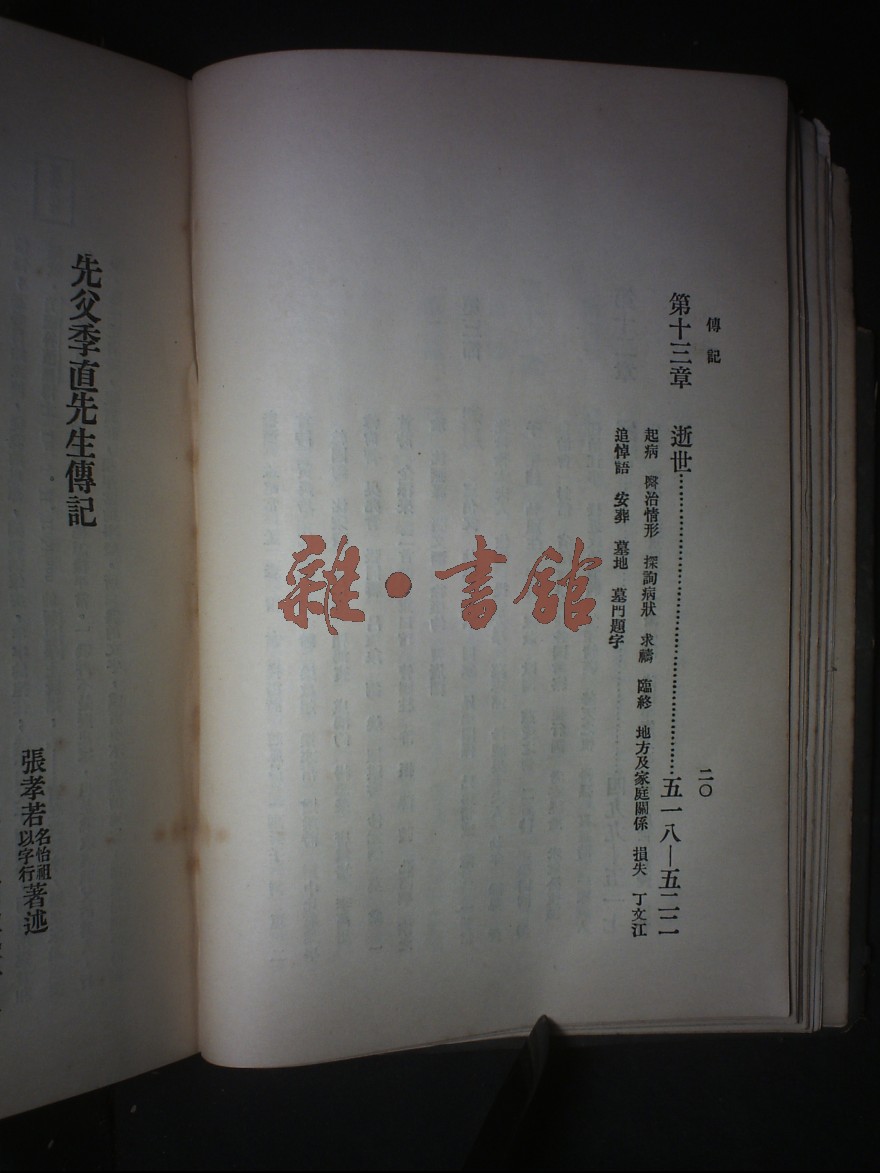 傳記
二〇
第十三章　逝世……………………………五一八—五二二
起病　醫治情形　探詢病狀　求禱　臨終　地方及家庭關係　損失　丁文江
追悼語　安葬　墓地　墓門題字
先父季直先生傳記
張孝若名怡祖以字行著述
雜·書館